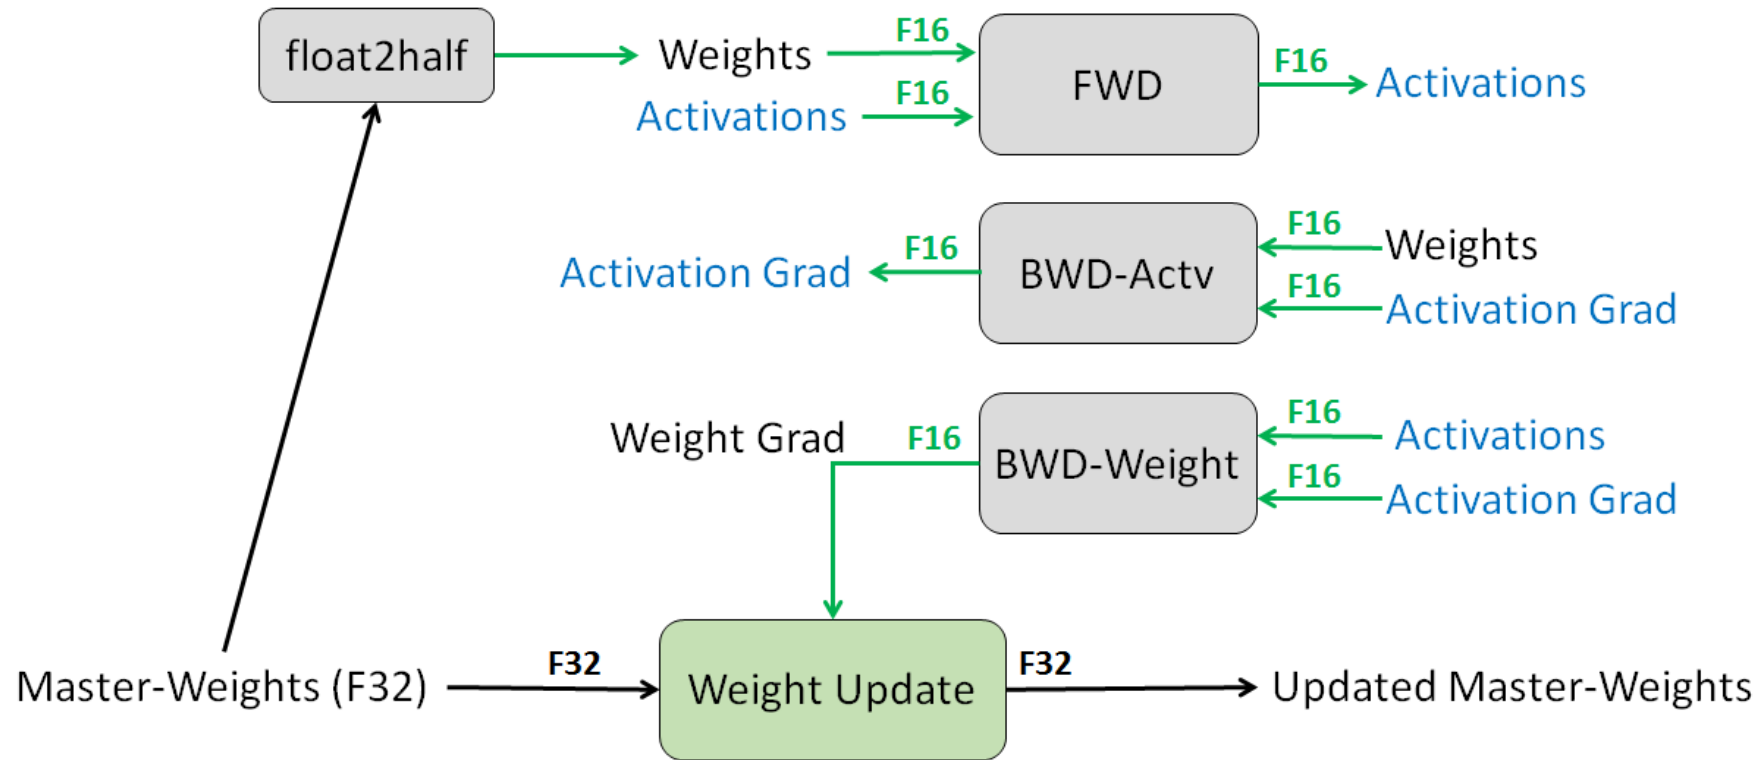 float2half
Weights
F16
Activations
F16
FWD
F16
Activations
Activation Grad
F16
BWD-Actv
F16
Weights
F16
Activation Grad
Weight Grad
F16
BWD-Weight
F16
Activations
F16
Activation Grad
Master-Weights (F32)
F32
Weight Update
F32
Updated Master-Weights